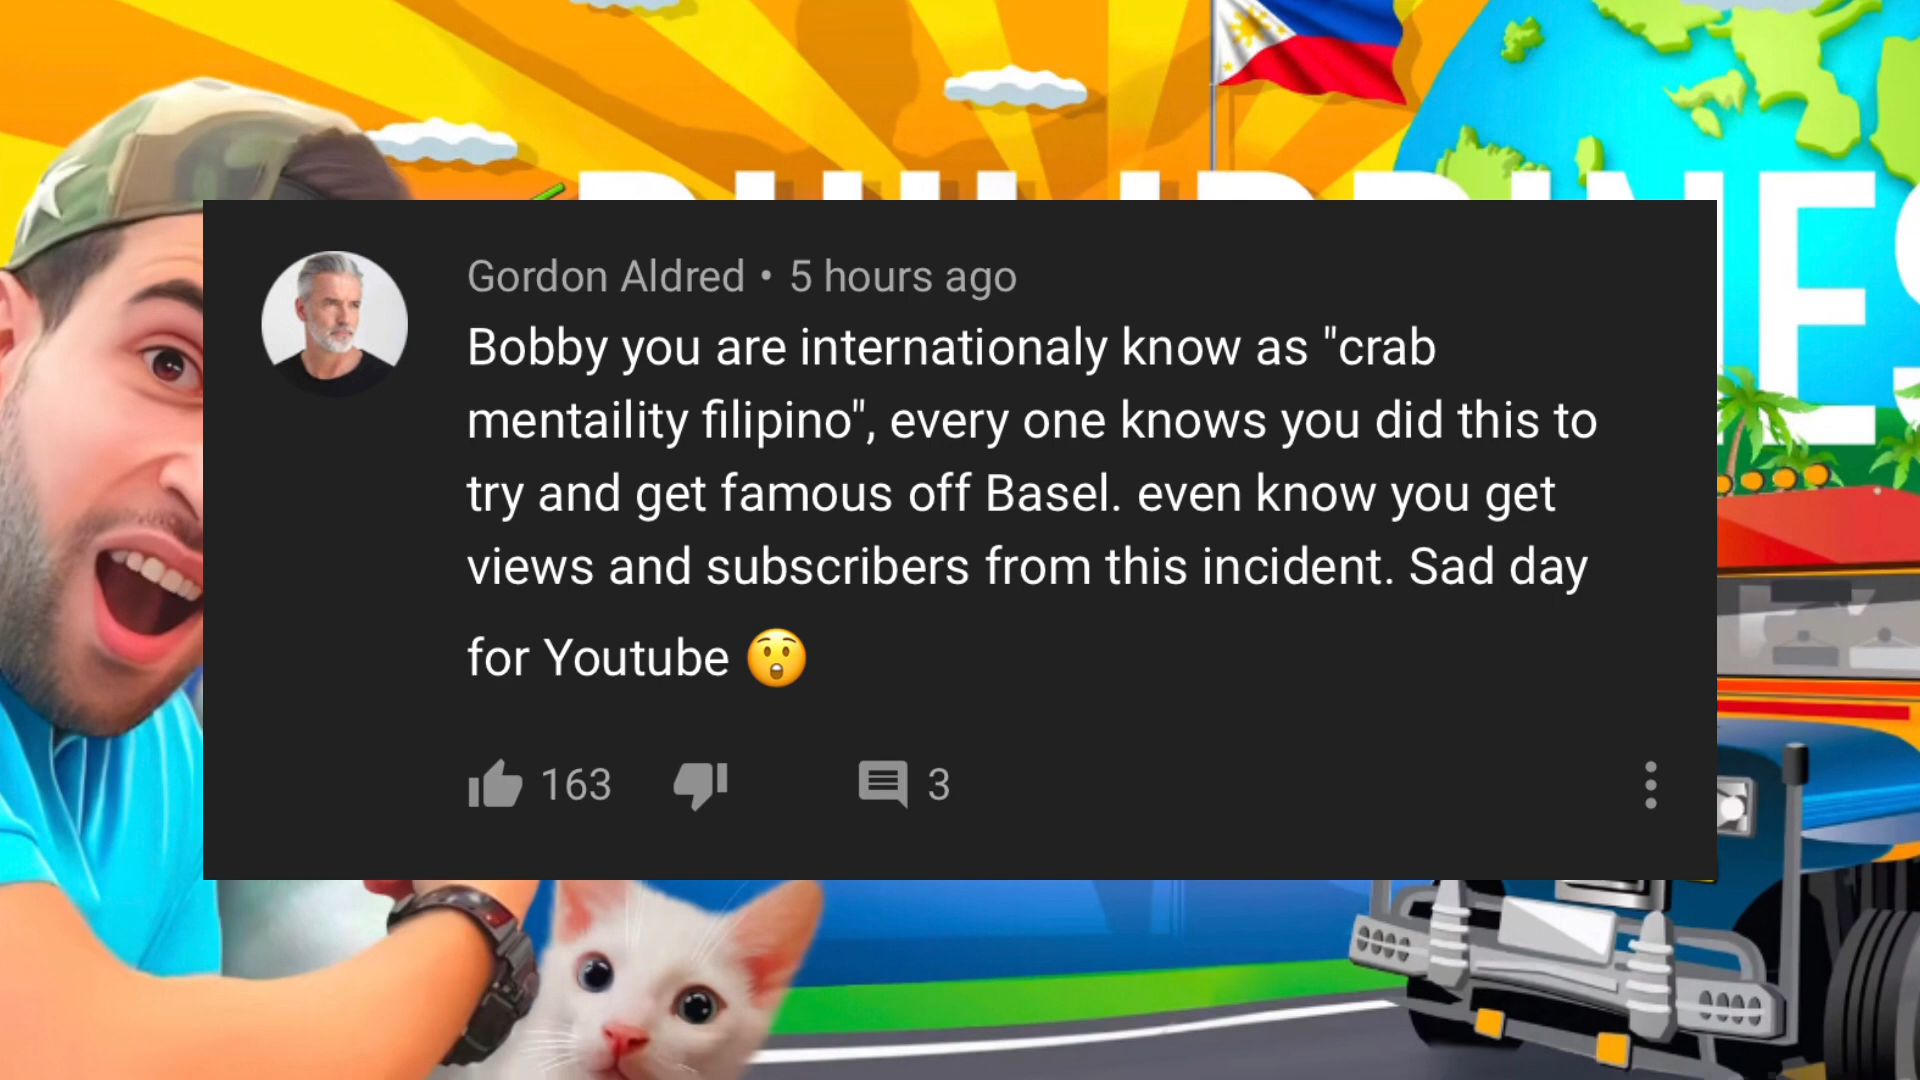 Gordon Aldred • 5 hours ago
Bobby you are internationaly know as "crab
mentaility filipino", every one knows you did this to
try and get famous off Basel. even know you get
views and subscribers from this incident. Sad day
for Youtube 😲
163
3